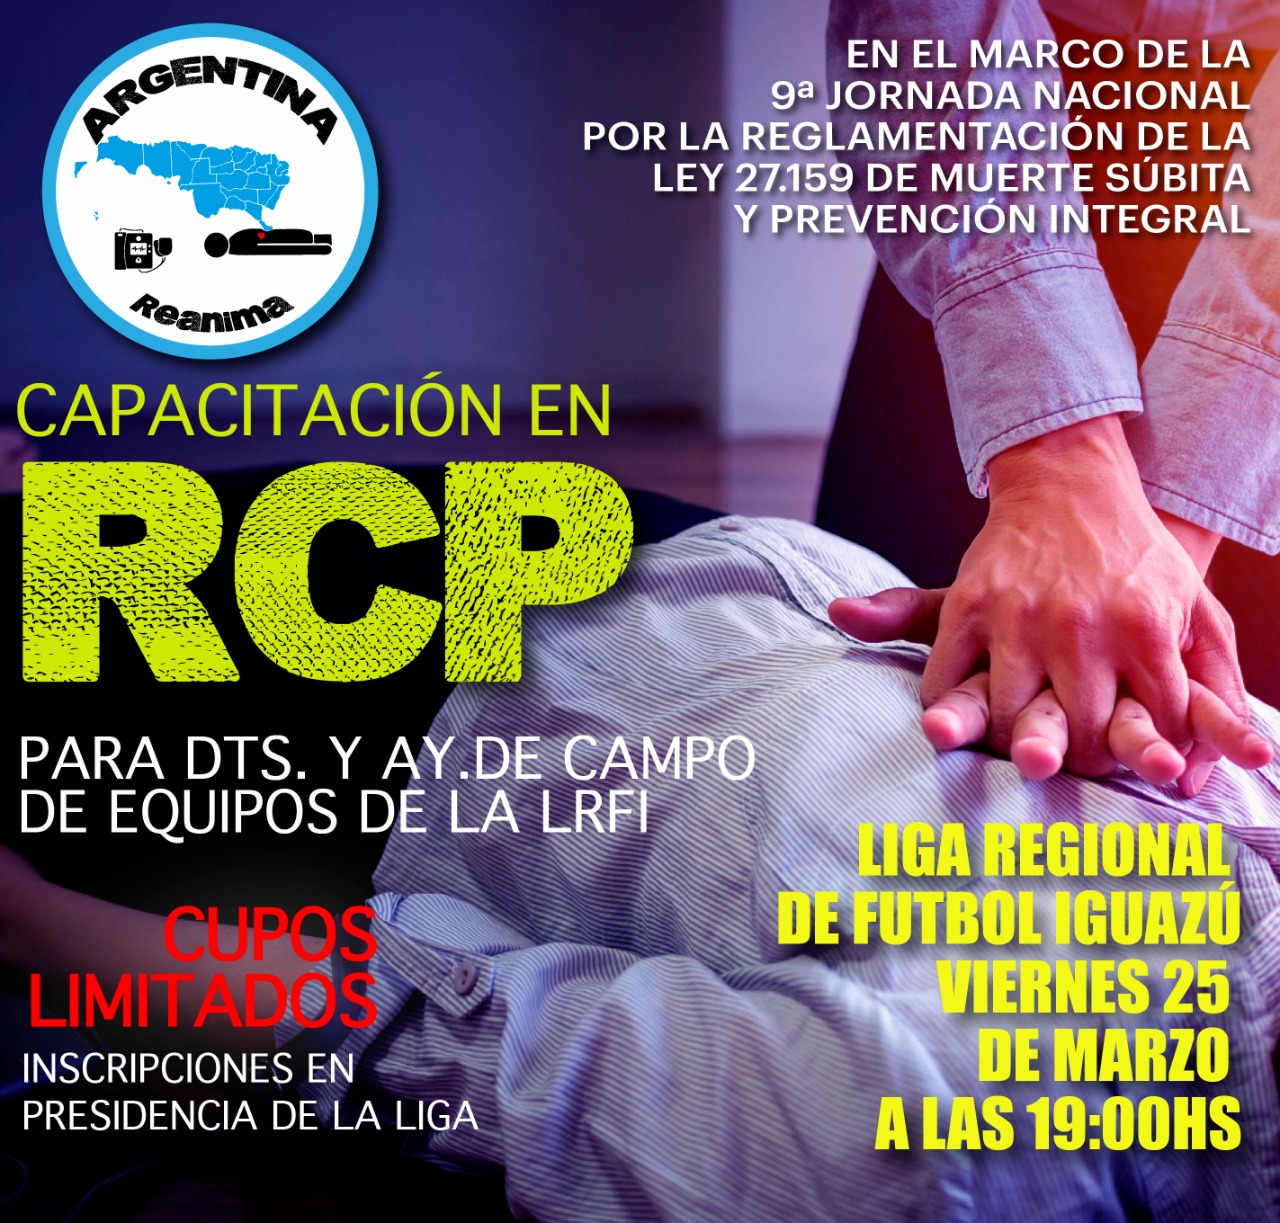 ARGENTINA
Reanima
EN EL MARCO DE LA
9ª JORNADA NACIONAL
POR LA REGLAMENTACIÓN DE LA
LEY 27.159 DE MUERTE SÚBITA
Y PREVENCIÓN INTEGRAL
CAPACITACIÓN EN
RCP
PARA DTS. Y AY.DE CAMPO
DE EQUIPOS DE LA LRFI
CUPOS
LIMITADOS
INSCRIPCIONES EN
PRESIDENCIA DE LA LIGA
LIGA REGIONAL
DE FUTBOL IGUAZÚ
VIERNES 25
DE MARZO
A LAS 19:00HS